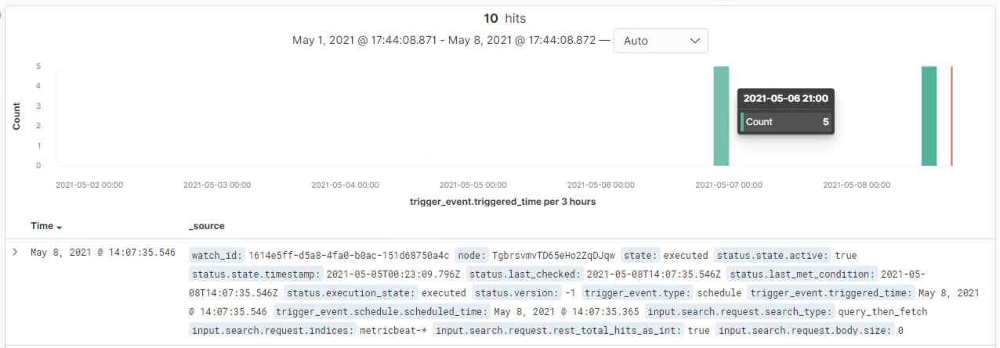 10 hits
May 1, 2021 @ 17:44:08.871 - May 8, 2021 @ 17:44:08.872 — Auto
5
4
3
2
1
0
Count
2021-05-06 21:00
Count 5
2021-05-02 00:00 2021-05-03 00:00 2021-05-04 00:00 2021-05-05 00:00 2021-05-06 00:00 2021-05-07 00:00 2021-05-08 00:00
trigger_event.triggered_time per 3 hours
Time _source
May 8, 2021 @ 14:07:35.546 watch_id: 1614e5ff-d5a8-4fa0-b0ac-151d68750a4c node: TgbrsvmvTD65eHo2ZqDJqw state: executed status.state.active: true
status.state.timestamp: 2021-05-05T00:23:09.796Z status.last_checked: 2021-05-08T14:07:35.546Z status.last_met_condition: 2021-05-
08T14:07:35.546Z status.execution_state: executed status.version: -1 trigger_event.type: schedule trigger_event.triggered_time: May 8, 2021
@ 14:07:35.546 trigger_event.schedule.scheduled_time: May 8, 2021 @ 14:07:35.365 input.search.request.search_type: query_then_fetch
input.search.request.indices: metricbeat-* input.search.request.rest_total_hits_as_int: true input.search.request.body.size: 0